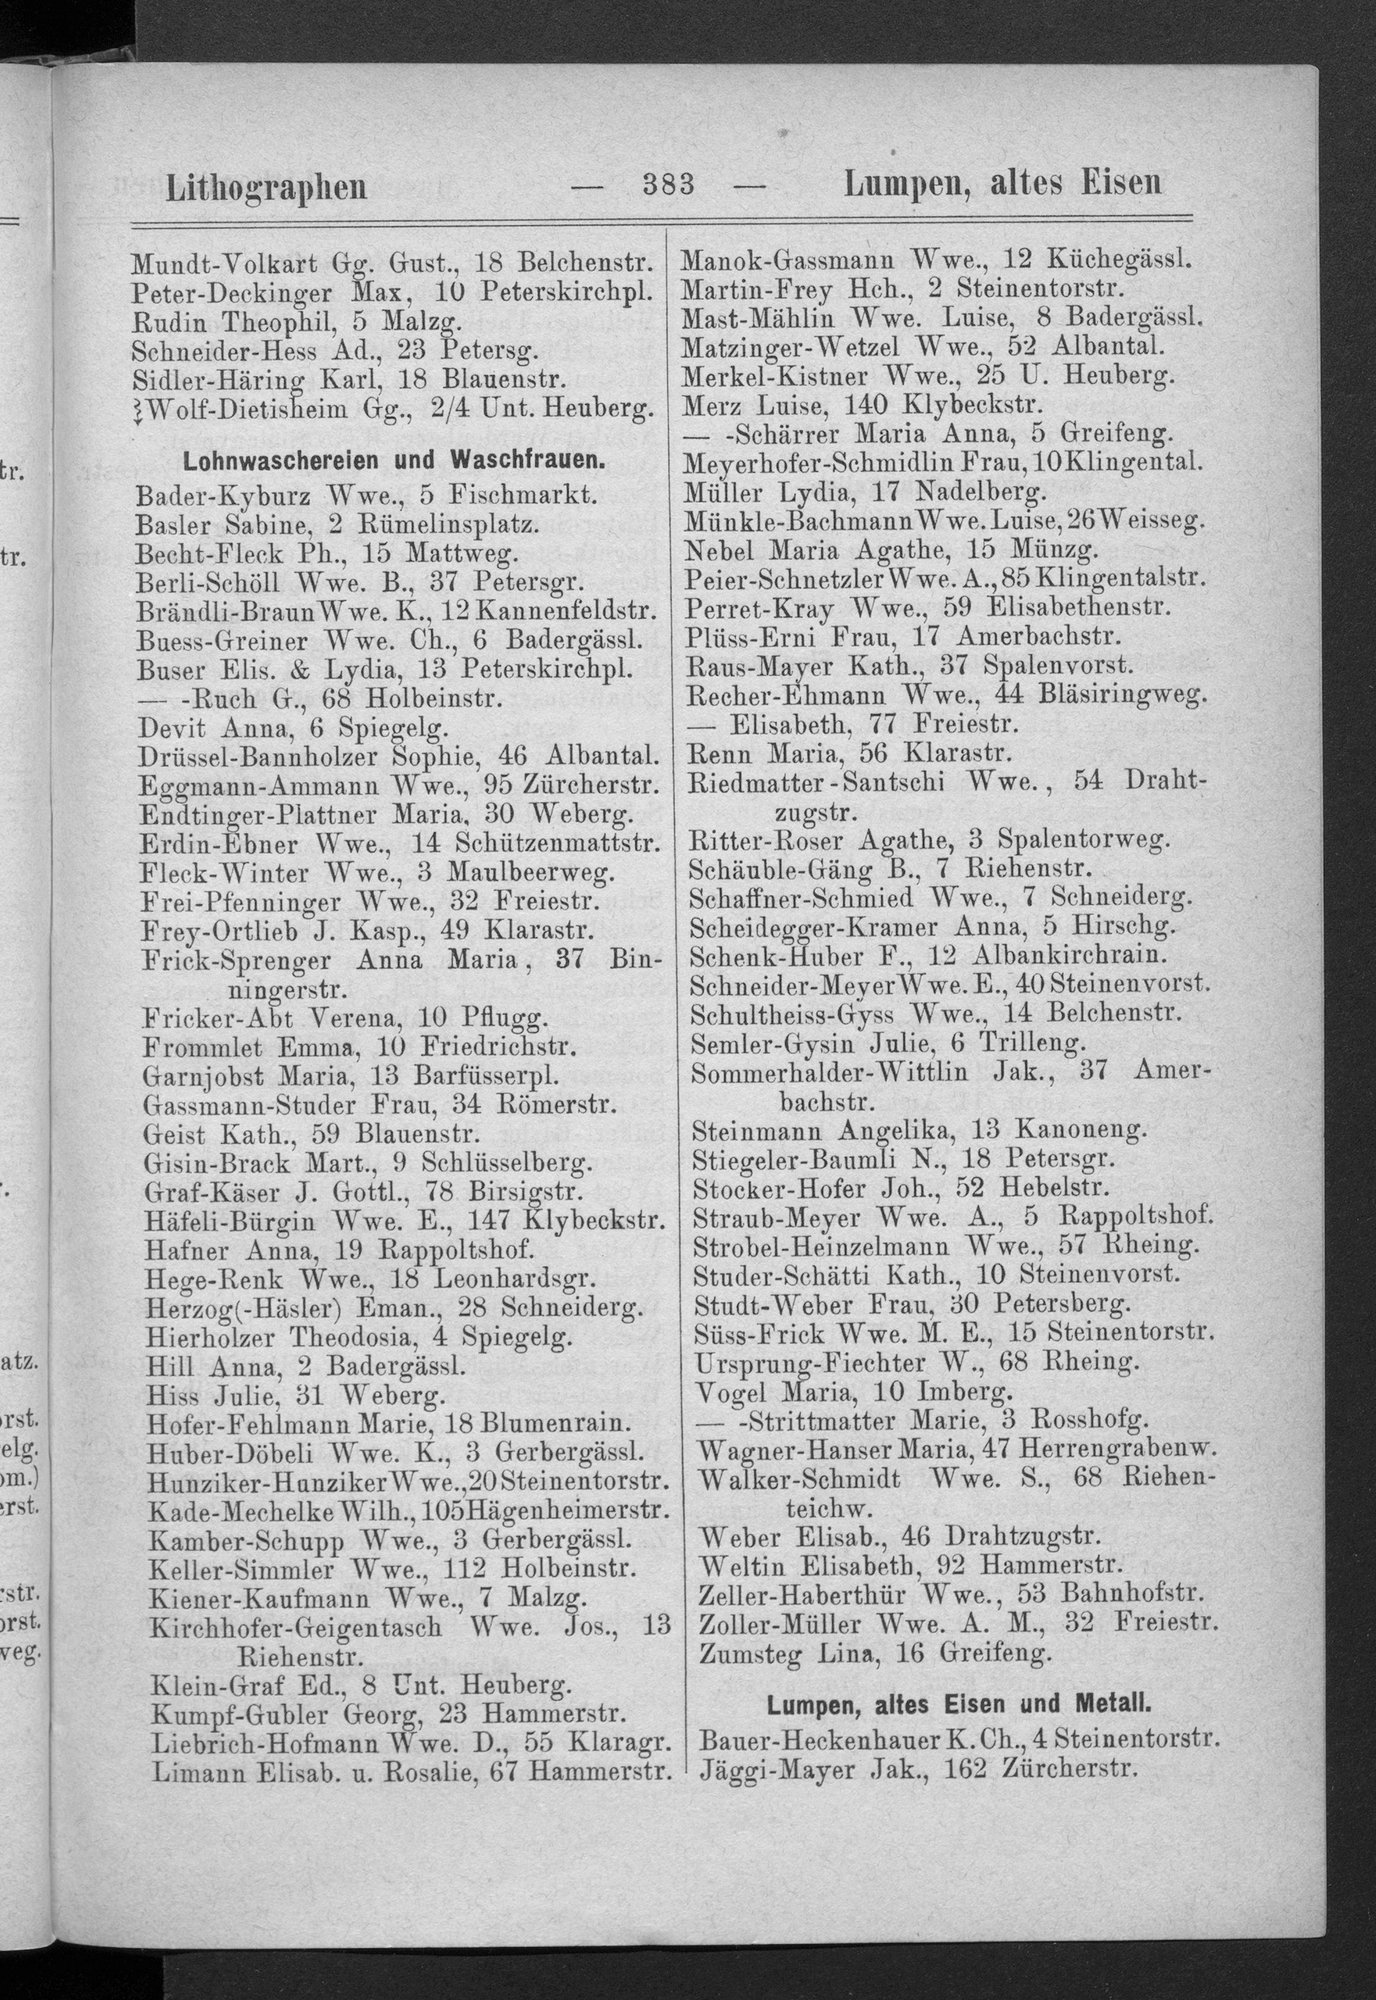 Lithographen — 383 — Lumpen, altes Eisen
Mundt-Volkart Gg. Gust., 18 Belchenstr.
Peter-Deckinger Max, 10 Peterskirchpl.
Rudin Theophil, 5 Malzg.
Schneider-Hess Ad., 23 Petersg.
Sidler-Häring Karl, 18 Blauenstr.
Wolf-Dietisheim Gg., 2/4 Unt. Heuberg.
Lohnwaschereien und Waschfrauen.
Bader-Kyburz Wwe., 5 Fischmarkt.
Basler Sabine, 2 Rümelinsplatz.
Becht-Fleck Ph., 15 Mattweg.
Berli-Schöll Wwe. B., 37 Petersgr.
Brändli-Braun Wwe. K., 12 Kannenfeldstr.
Buess-Greiner Wwe. Ch., 6 Badergässl.
Buser Elis. & Lydia, 13 Peterskirchpl.
— -Ruch G., 68 Holbeinstr.
Devit Anna, 6 Spiegelg.
Drüssel-Bannholzer Sophie, 46 Albantal.
Eggmann-Ammann Wwe., 95 Zürcherstr.
Endtinger-Plattner Maria, 30 Weberg.
Erdin-Ebner Wwe., 14 Schützenmattstr.
Fleck-Winter Wwe., 3 Maulbeerweg.
Frei-Pfenninger Wwe., 32 Freiestr.
Frey-Ortlieb J. Kasp., 49 Klarastr.
Frick-Sprenger Anna Maria, 37 Bin-
ningerstr.
Fricker-Abt Verena, 10 Pflugg.
Frommlet Emma, 10 Friedrichstr.
Garnjobst Maria, 13 Barfüsserpl.
Gassmann-Studer Frau, 34 Römerstr.
Geist Kath., 59 Blauenstr.
Gisin-Brack Mart., 9 Schlüsselberg.
Graf-Käser J. Gottl., 78 Birsigstr.
Häfeli-Bürgin Wwe. E., 147 Klybeckstr.
Hafner Anna, 19 Rappoltshof.
Hege-Renk Wwe., 18 Leonhardsgr.
Herzog(-Häsler) Eman., 28 Schneiderg.
Hierholzer Theodosia, 4 Spiegelg.
Hill Anna, 2 Badergässl.
Hiss Julie, 31 Weberg.
Hofer-Fehlmann Marie, 18 Blumenrain.
Huber-Döbeli Wwe. K., 3 Gerbergässl.
Hunziker-Hunziker Wwe., 20 Steinentorstr.
Kade-Mechelke Wilh., 105 Hägenheimerstr.
Kamber-Schupp Wwe., 3 Gerbergässl.
Keller-Simmler Wwe., 112 Holbeinstr.
Kiener-Kaufmann Wwe., 7 Malzg.
Kirchhofer-Geigentasch Wwe. Jos., 13
Riehenstr.
Klein-Graf Ed., 8 Unt. Heuberg.
Kumpf-Gubler Georg, 23 Hammerstr.
Liebrich-Hofmann Wwe. D., 55 Klaragr.
Limann Elisab. u. Rosalie, 67 Hammerstr.
Manok-Gassmann Wwe., 12 Küchegässl.
Martin-Frey Hch., 2 Steinentorstr.
Mast-Mählin Wwe. Luise, 8 Badergässl.
Matzinger-Wetzel Wwe., 52 Albantal.
Merkel-Kistner Wwe., 25 U. Heuberg.
Merz Luise, 140 Klybeckstr.
— -Schärrer Maria Anna, 5 Greifeng.
Meyerhofer-Schmidlin Frau, 10 Klingental.
Müller Lydia, 17 Nadelberg.
Münkle-Bachmann Wwe. Luise, 26 Weisseg.
Nebel Maria Agathe, 15 Münzg.
Peier-Schnetzler Wwe. A., 85 Klingentalstr.
Perret-Kray Wwe., 59 Elisabethenstr.
Plüss-Erni Frau, 17 Amerbachstr.
Raus-Mayer Kath., 37 Spalenvorst.
Recher-Ehmann Wwe., 44 Bläsiringweg.
— Elisabeth, 77 Freiestr.
Renn Maria, 56 Klarastr.
Riedmatter-Santschi Wwe., 54 Draht-
zugstr.
Ritter-Roser Agathe, 3 Spalentorweg.
Schäuble-Gäng B., 7 Riehenstr.
Schaffner-Schmied Wwe., 7 Schneiderg.
Scheidegger-Kramer Anna, 5 Hirschg.
Schenk-Huber F., 12 Albankirchrain.
Schneider-Meyer Wwe. E., 40 Steinenvorst.
Schultheiss-Gyss Wwe., 14 Belchenstr.
Semler-Gysin Julie, 6 Trilleng.
Sommerhalder-Wittlin Jak., 37 Amer-
bachstr.
Steinmann Angelika, 13 Kanoneng.
Stiegeler-Baumli N., 18 Petersgr.
Stocker-Hofer Joh., 52 Hebelstr.
Straub-Meyer Wwe. A., 5 Rappoltshof.
Strobel-Heinzelmann Wwe., 57 Rheing.
Studer-Schätti Kath., 10 Steinenvorst.
Studt-Weber Frau, 30 Petersberg.
Süss-Frick Wwe. M. E., 15 Steinentorstr.
Ursprung-Fiechter W., 68 Rheing.
Vogel Maria, 10 Imberg.
— -Strittmatter Marie, 3 Rosshofg.
Wagner-Hanser Maria, 47 Herrengrabenw.
Walker-Schmidt Wwe. S., 68 Riehen-
teichw.
Weber Elisab., 46 Drahtzugstr.
Weltin Elisabeth, 92 Hammerstr.
Zeller-Haberthür Wwe., 53 Bahnhofstr.
Zoller-Müller Wwe. A. M., 32 Freiestr.
Zumsteg Lina, 16 Greifeng.
Lumpen, altes Eisen und Metall.
Bauer-Heckenhauer K. Ch., 4 Steinentorstr.
Jäggi-Mayer Jak., 162 Zürcherstr.